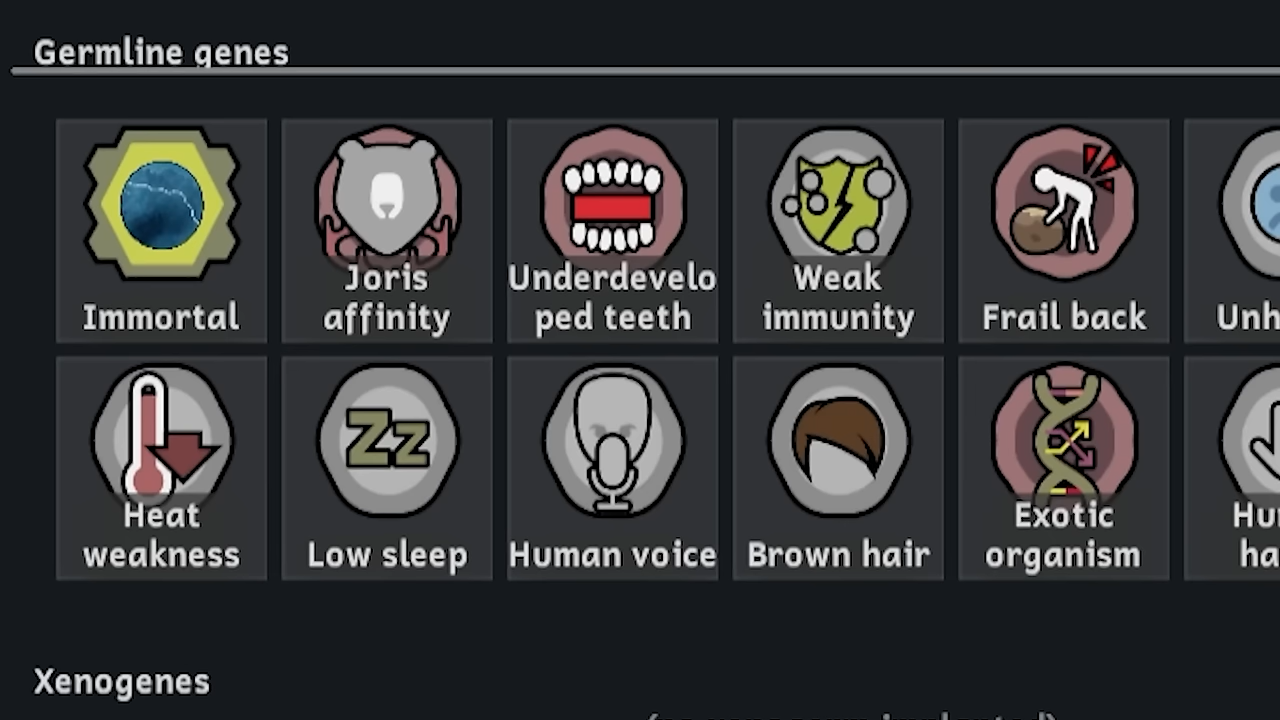 Germline genes
Immortal
Joris
affinity
Underdevelo
ped teeth
Weak
immunity
Frail back
Heat
weakness
Low sleep
Human voice
Brown hair
Exotic
organism
Xenogenes